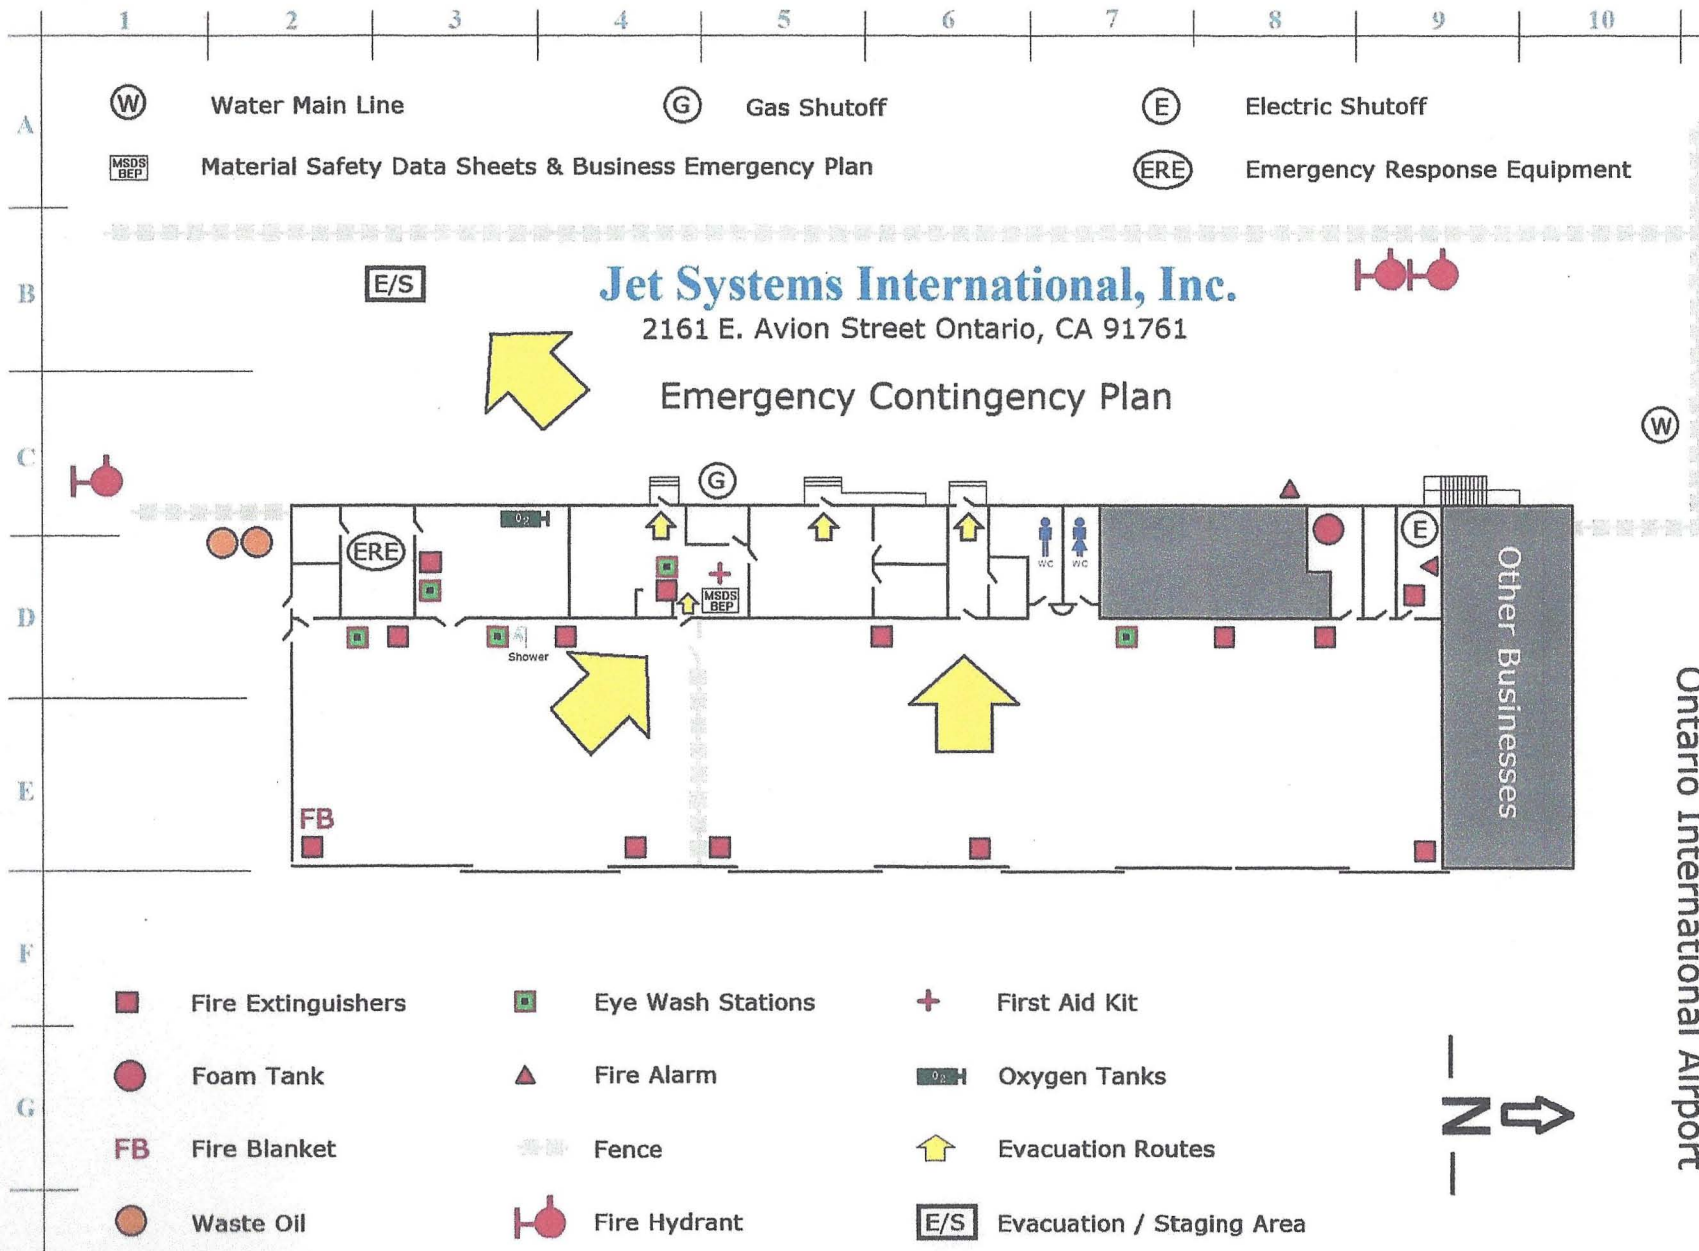 1 2 3 4 5 6 7 8 9 10
A
W Water Main Line G Gas Shutoff E Electric Shutoff
MSDS BEP Material Safety Data Sheets & Business Emergency Plan ERE Emergency Response Equipment
B
E/S
Jet Systems International, Inc.
2161 E. Avion Street Ontario, CA 91761
Emergency Contingency Plan
W
C
G
O2
E
ERE
WC WC
MSDS
BEP
D
Shower
Other Businesses
Ontario International Airport
E
FB
F
Fire Extinguishers Eye Wash Stations First Aid Kit
Foam Tank Fire Alarm O2 Oxygen Tanks
G
N
FB Fire Blanket Fence Evacuation Routes
Waste Oil Fire Hydrant E/S Evacuation / Staging Area